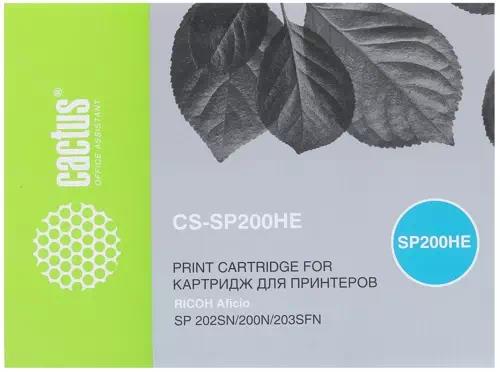 cactus®
OFFICE ASSISTANT
CS-SP200HE
SP200HE
PRINT CARTRIDGE FOR
КАРТРИДЖ ДЛЯ ПРИНТЕРОВ
RICOH Aficio
SP 202SN/200N/203SFN